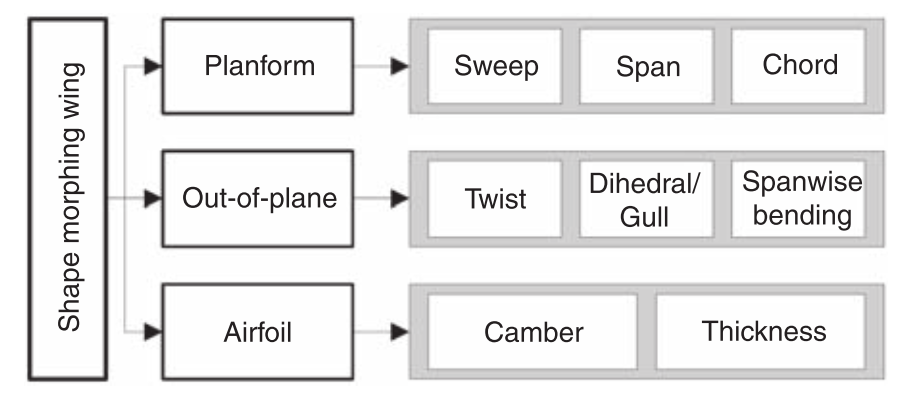 Shape morphing wing
Planform
Sweep
Span
Chord
Out-of-plane
Twist
Dihedral/
Gull
Spanwise
bending
Airfoil
Camber
Thickness